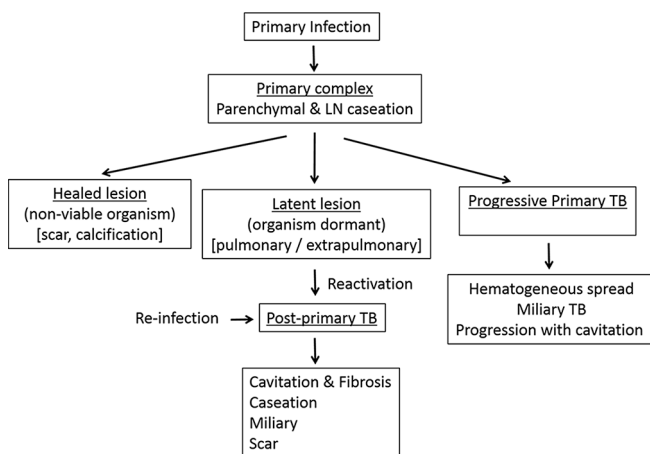 Primary Infection
Primary complex
Parenchymal & LN caseation
Healed lesion
(non-viable organism)
[scar, calcification]
Latent lesion
(organism dormant)
[pulmonary / extrapulmonary]
Progressive Primary TB
Reactivation
Hematogeneous spread
Miliary TB
Progression with cavitation
Re-infection
Post-primary TB
Cavitation & Fibrosis
Caseation
Miliary
Scar